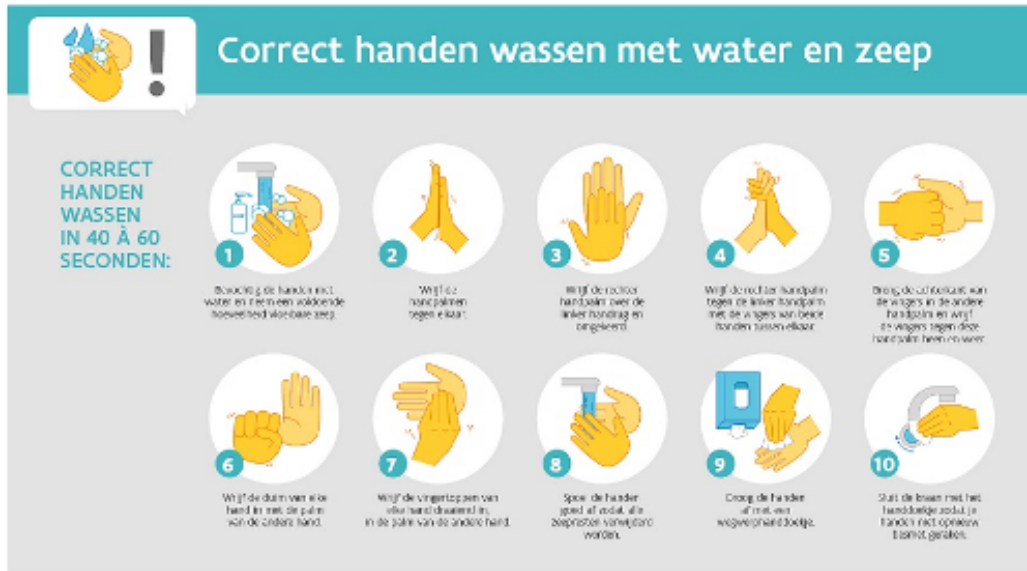 Correct handen wassen met water en zeep
CORRECT
HANDEN
WASSEN
IN 40 À 60
SECONDEN:
1
Bevochtig de handen met
water en neem een voldoende
hoeveelheid vloeibare zeep.
2
Wrijf de
handpalmen
tegen elkaar.
3
Wrijf de rechter
handpalm over de
linker handrug en
omgekeerd.
4
Wrijf de rechter handpalm
tegen de linker handpalm
met de vingers van beide
handen tussen elkaar.
5
Breng de achterkant van
de vingers in de andere
handpalm en wrijf
de vingers tegen deze
handpalm heen en weer.
6
Wrijf de duim van elke
hand in met de palm
van de andere hand.
7
Wrijf de vingertoppen van
elke hand draaiend in,
in de palm van de andere hand.
8
Spoel de handen
goed af zodat alle
zeepresten verwijderd
worden.
9
Droog de handen
af met een
wegwerphanddoekje.
10
Sluit de kraan met het
handdoekje zodat je
handen niet opnieuw
besmet geraken.